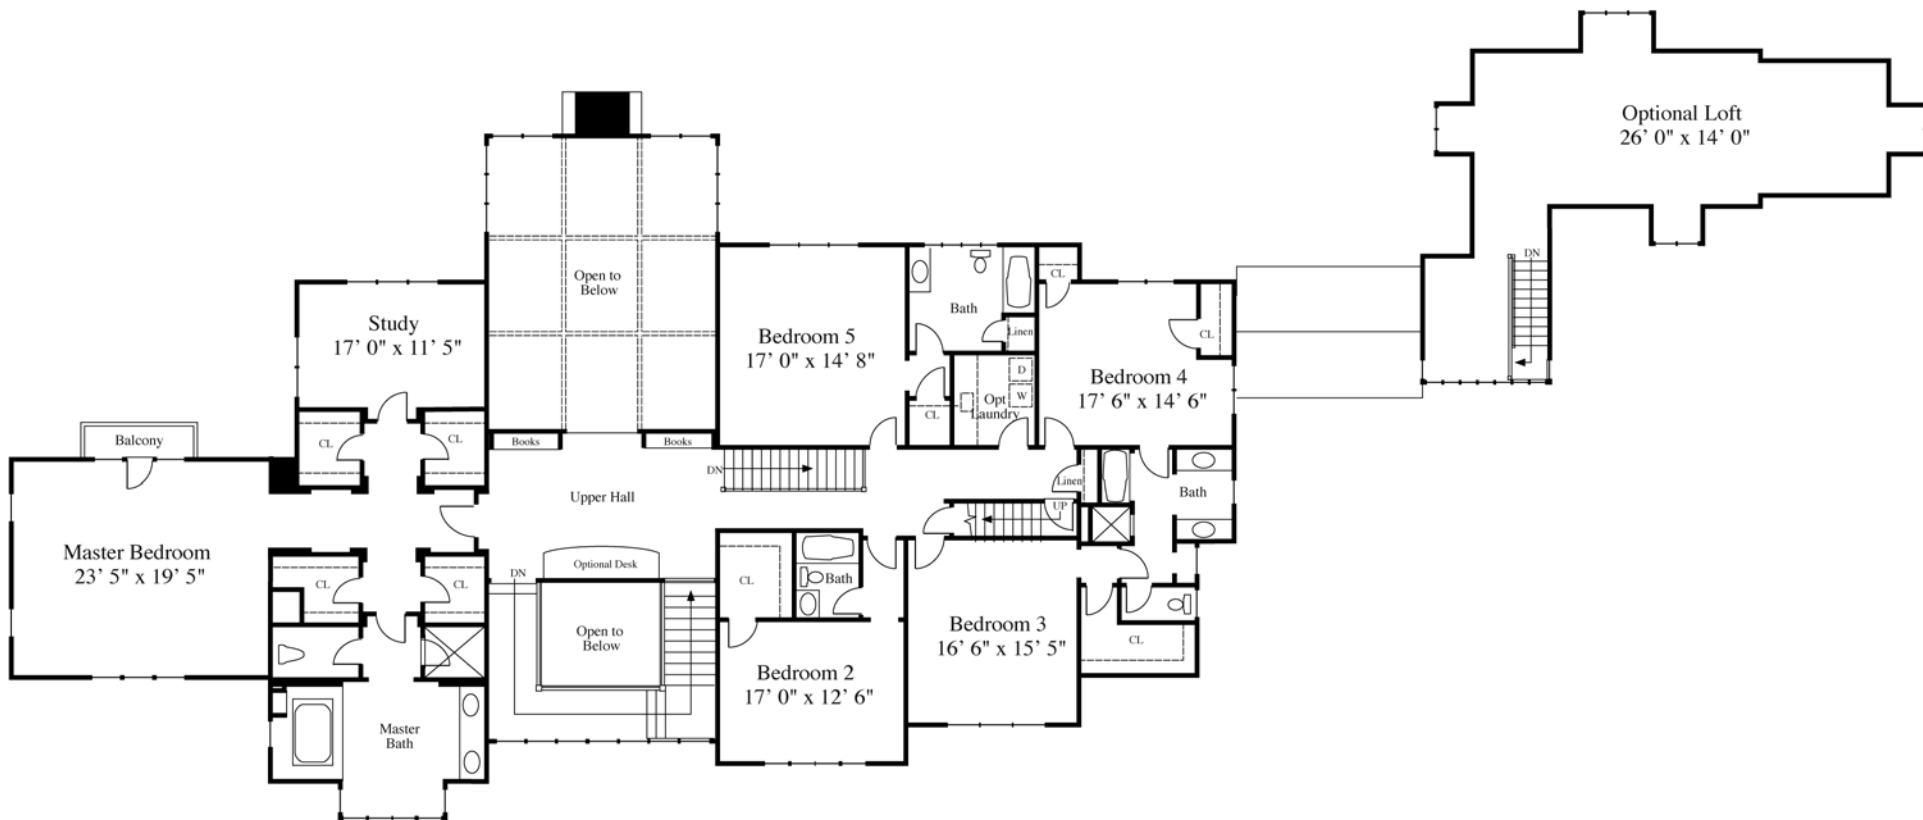 Optional Loft
26' 0" x 14' 0"
DN
Open to
Below
CL
Bath
Linen
CL
Study
17' 0" x 11' 5"
Bedroom 5
17' 0" x 14' 8"
D
W
Opt
Laundry
CL
Bedroom 4
17' 6" x 14' 6"
Balcony
CL
CL
Books
Books
DN
Upper Hall
Linen
UP
Bath
Master Bedroom
23' 5" x 19' 5"
CL
CL
DN
Optional Desk
CL
Bath
Open to
Below
Bedroom 3
16' 6" x 15' 5"
CL
Bedroom 2
17' 0" x 12' 6"
Master
Bath